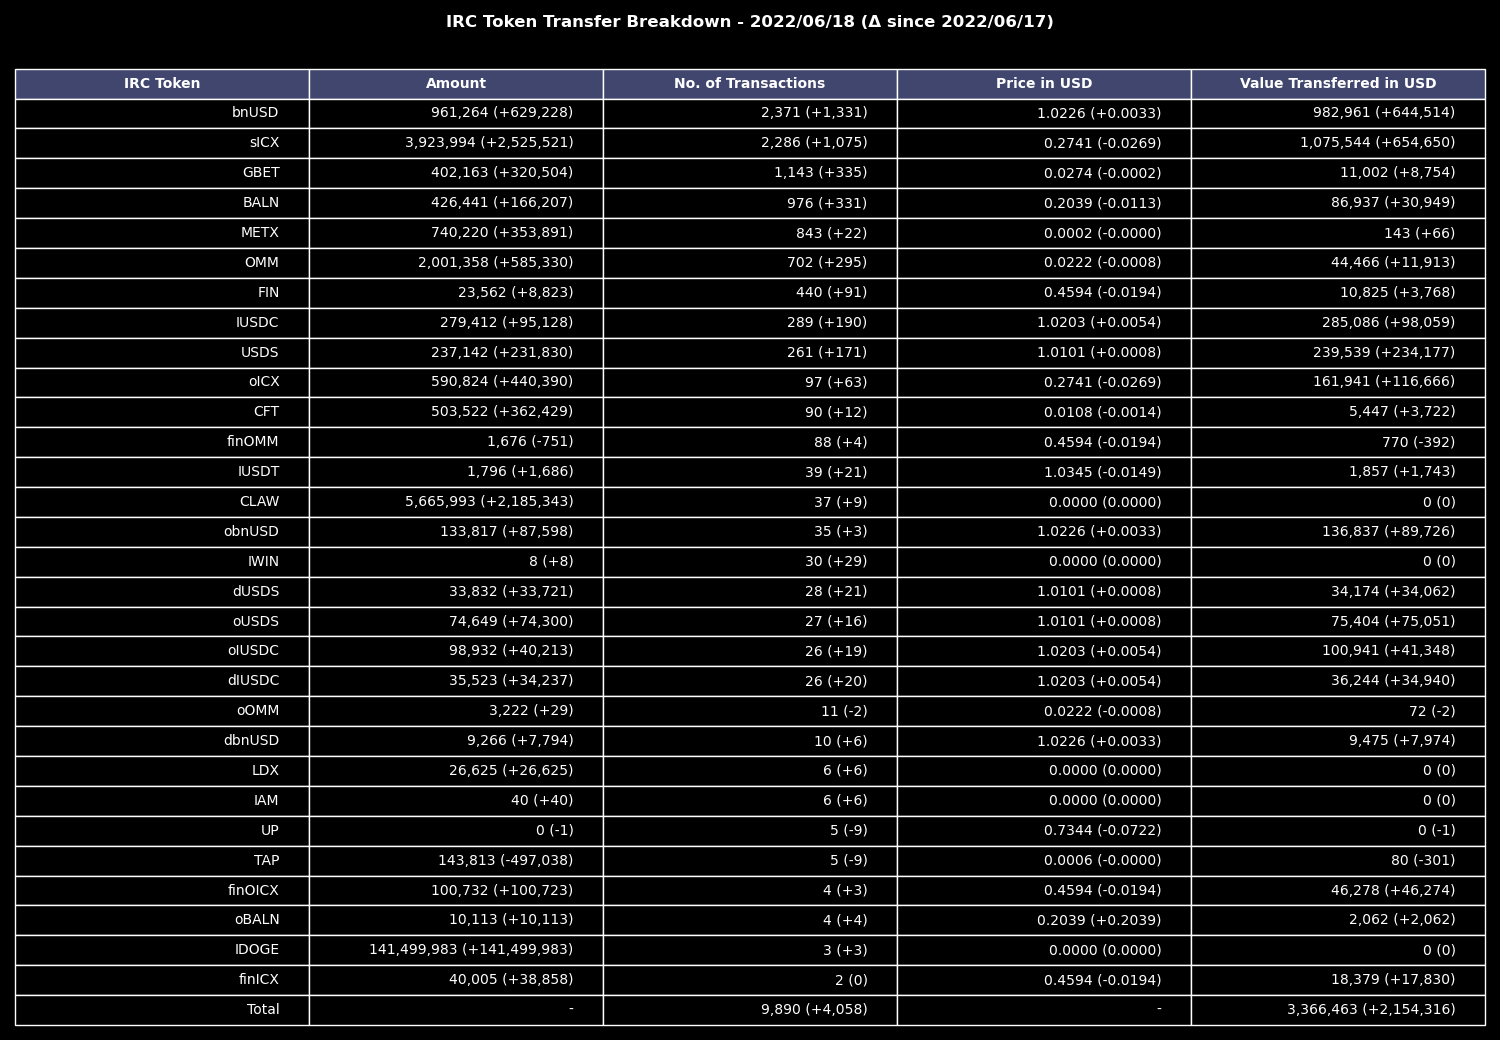 IRC Token Transfer Breakdown - 2022/06/18 (Δ since 2022/06/17)
IRC Token Amount No. of Transactions Price in USD Value Transferred in USD
bnUSD 961,264 (+629,228) 2,371 (+1,331) 1.0226 (+0.0033) 982,961 (+644,514)
sICX 3,923,994 (+2,525,521) 2,286 (+1,075) 0.2741 (-0.0269) 1,075,544 (+654,650)
GBET 402,163 (+320,504) 1,143 (+335) 0.0274 (-0.0002) 11,002 (+8,754)
BALN 426,441 (+166,207) 976 (+331) 0.2039 (-0.0113) 86,937 (+30,949)
METX 740,220 (+353,891) 843 (+22) 0.0002 (-0.0000) 143 (+66)
OMM 2,001,358 (+585,330) 702 (+295) 0.0222 (-0.0008) 44,466 (+11,913)
FIN 23,562 (+8,823) 440 (+91) 0.4594 (-0.0194) 10,825 (+3,768)
IUSDC 279,412 (+95,128) 289 (+190) 1.0203 (+0.0054) 285,086 (+98,059)
USDS 237,142 (+231,830) 261 (+171) 1.0101 (+0.0008) 239,539 (+234,177)
oICX 590,824 (+440,390) 97 (+63) 0.2741 (-0.0269) 161,941 (+116,666)
CFT 503,522 (+362,429) 90 (+12) 0.0108 (-0.0014) 5,447 (+3,722)
finOMM 1,676 (-751) 88 (+4) 0.4594 (-0.0194) 770 (-392)
IUSDT 1,796 (+1,686) 39 (+21) 1.0345 (-0.0149) 1,857 (+1,743)
CLAW 5,665,993 (+2,185,343) 37 (+9) 0.0000 (0.0000) 0 (0)
obnUSD 133,817 (+87,598) 35 (+3) 1.0226 (+0.0033) 136,837 (+89,726)
IWIN 8 (+8) 30 (+29) 0.0000 (0.0000) 0 (0)
dUSDS 33,832 (+33,721) 28 (+21) 1.0101 (+0.0008) 34,174 (+34,062)
oUSDS 74,649 (+74,300) 27 (+16) 1.0101 (+0.0008) 75,404 (+75,051)
oIUSDC 98,932 (+40,213) 26 (+19) 1.0203 (+0.0054) 100,941 (+41,348)
dIUSDC 35,523 (+34,237) 26 (+20) 1.0203 (+0.0054) 36,244 (+34,940)
oOMM 3,222 (+29) 11 (-2) 0.0222 (-0.0008) 72 (-2)
dbnUSD 9,266 (+7,794) 10 (+6) 1.0226 (+0.0033) 9,475 (+7,974)
LDX 26,625 (+26,625) 6 (+6) 0.0000 (0.0000) 0 (0)
IAM 40 (+40) 6 (+6) 0.0000 (0.0000) 0 (0)
UP 0 (-1) 5 (-9) 0.7344 (-0.0722) 0 (-1)
TAP 143,813 (-497,038) 5 (-9) 0.0006 (-0.0000) 80 (-301)
finOICX 100,732 (+100,723) 4 (+3) 0.4594 (-0.0194) 46,278 (+46,274)
oBALN 10,113 (+10,113) 4 (+4) 0.2039 (+0.2039) 2,062 (+2,062)
IDOGE 141,499,983 (+141,499,983) 3 (+3) 0.0000 (0.0000) 0 (0)
finICX 40,005 (+38,858) 2 (0) 0.4594 (-0.0194) 18,379 (+17,830)
Total - 9,890 (+4,058) - 3,366,463 (+2,154,316)